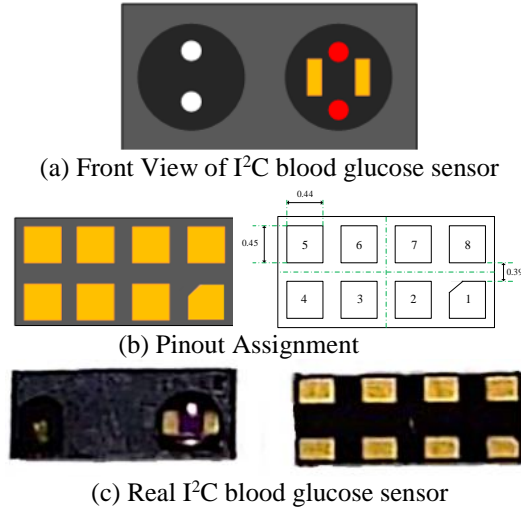 (a) Front View of I²C blood glucose sensor
0.44
0.45
5 6 7 8
0.39
4 3 2 1
(b) Pinout Assignment
(c) Real I²C blood glucose sensor